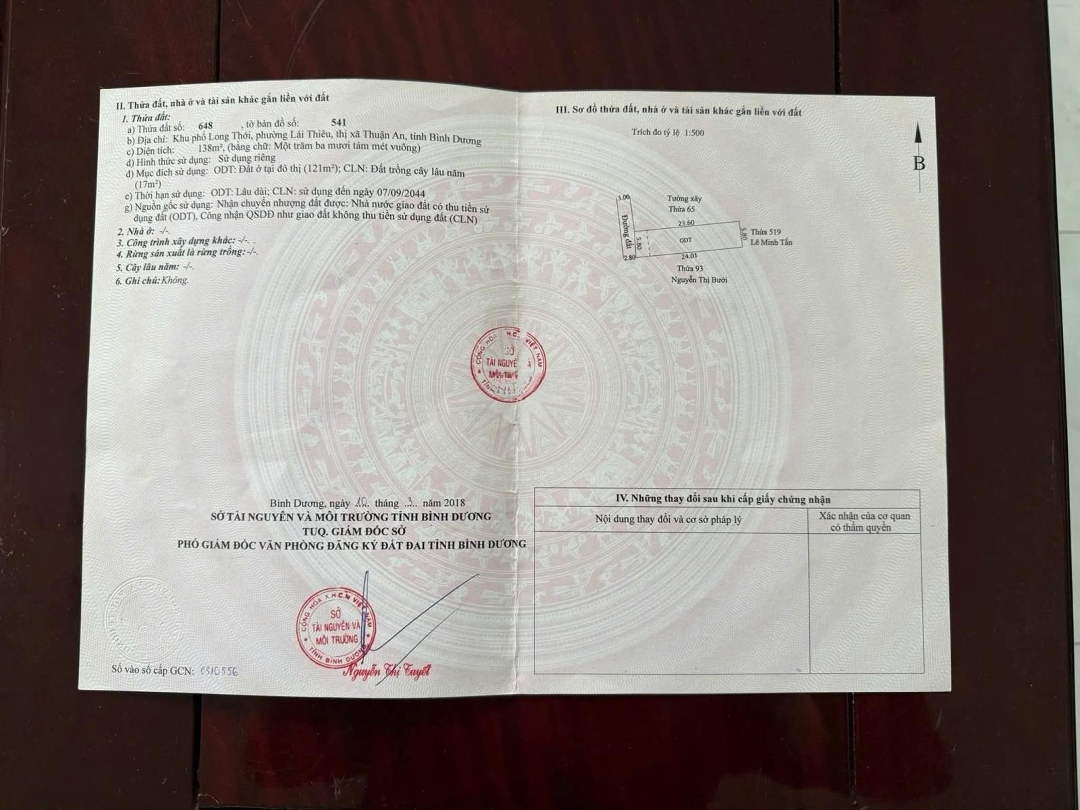 II. Thửa đất, nhà ở và tài sản khác gắn liền với đất
1. Thửa đất:
a) Thửa đất số: 648 , tờ bản đồ số: 541
b) Địa chỉ: Khu phố Long Thới, phường Lái Thiêu, thị xã Thuận An, tỉnh Bình Dương
c) Diện tích: 138m², (bằng chữ: Một trăm ba mươi tám mét vuông)
d) Hình thức sử dụng: Sử dụng riêng
đ) Mục đích sử dụng: ODT: Đất ở tại đô thị (121m²); CLN: Đất trồng cây lâu năm
(17m²)
e) Thời hạn sử dụng: ODT: Lâu dài; CLN: sử dụng đến ngày 07/09/2044
g) Nguồn gốc sử dụng: Nhận chuyển nhượng đất được: Nhà nước giao đất có thu tiền sử
dụng đất (ODT), Công nhận QSDĐ như giao đất không thu tiền sử dụng đất (CLN)
2. Nhà ở: -/-
3. Công trình xây dựng khác: -/-
4. Rừng sản xuất là rừng trồng: -/-
5. Cây lâu năm: -/-
6. Ghi chú: Không.
Bình Dương, ngày tháng năm 2018
SỞ TÀI NGUYÊN VÀ MÔI TRƯỜNG TỈNH BÌNH DƯƠNG
TUQ. GIÁM ĐỐC SỞ
PHÓ GIÁM ĐỐC VĂN PHÒNG ĐĂNG KÝ ĐẤT ĐAI TỈNH BÌNH DƯƠNG
CỘNG HÒA X.H.C.N VIỆT NAM
SỞ
TÀI NGUYÊN VÀ
MÔI TRƯỜNG
TỈNH BÌNH DƯƠNG
Nguyễn Thị Tuyết
Số vào sổ cấp GCN: CS10556
III. Sơ đồ thửa đất, nhà ở và tài sản khác gắn liền với đất
Trích đo tỷ lệ 1:500
B
3.00
Tường xây
Thửa 65
23.60
Đường đất
5.80
ODT
5.80
Thửa 519
Lê Minh Tấn
2.80
24.01
Thửa 93
Nguyễn Thị Bưởi
IV. Những thay đổi sau khi cấp giấy chứng nhận
Nội dung thay đổi và cơ sở pháp lý
Xác nhận của cơ quan
có thẩm quyền